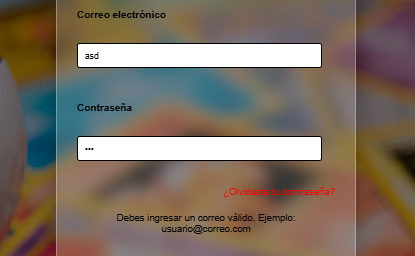 Correo electrónico
asd
Contraseña
•••
¿Olvidaste tu contraseña?
Debes ingresar un correo válido. Ejemplo:
usuario@correo.com